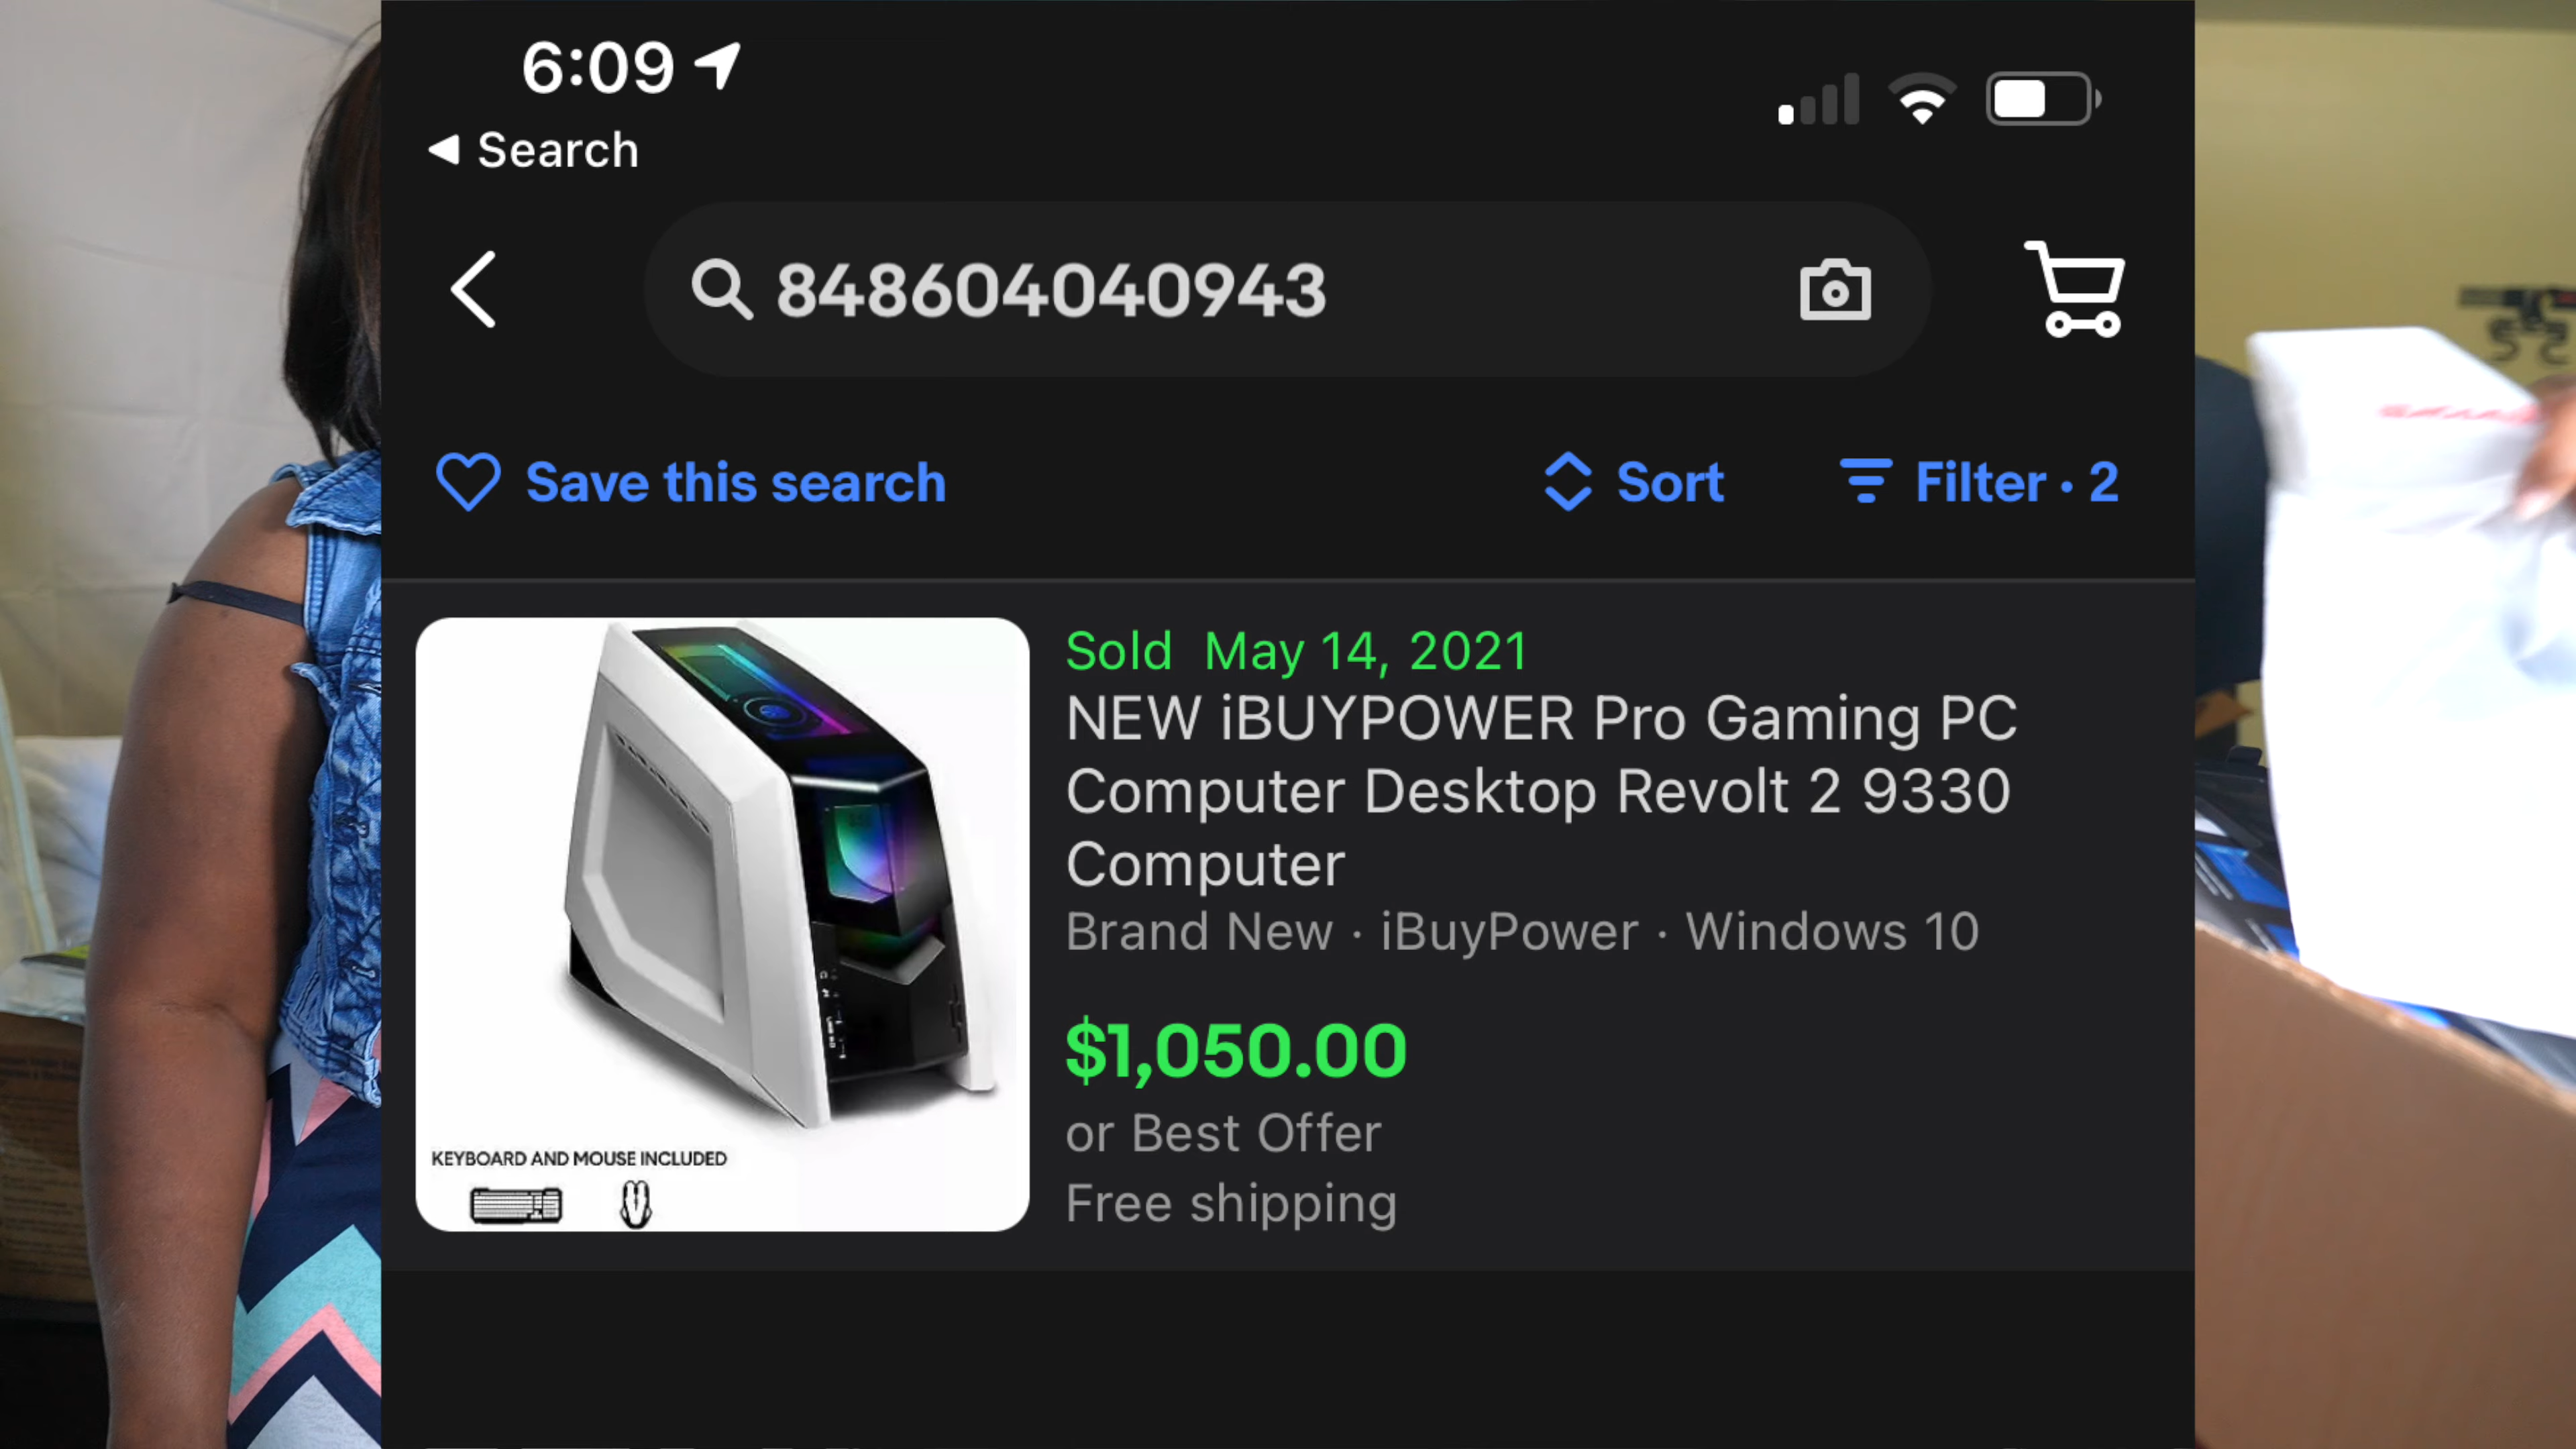 6:09
Search
848604040943
Save this search
Sort
Filter · 2
Sold May 14, 2021
NEW iBUYPOWER Pro Gaming PC
Computer Desktop Revolt 2 9330
Computer
Brand New · iBuyPower · Windows 10
$1,050.00
or Best Offer
Free shipping
KEYBOARD AND MOUSE INCLUDED